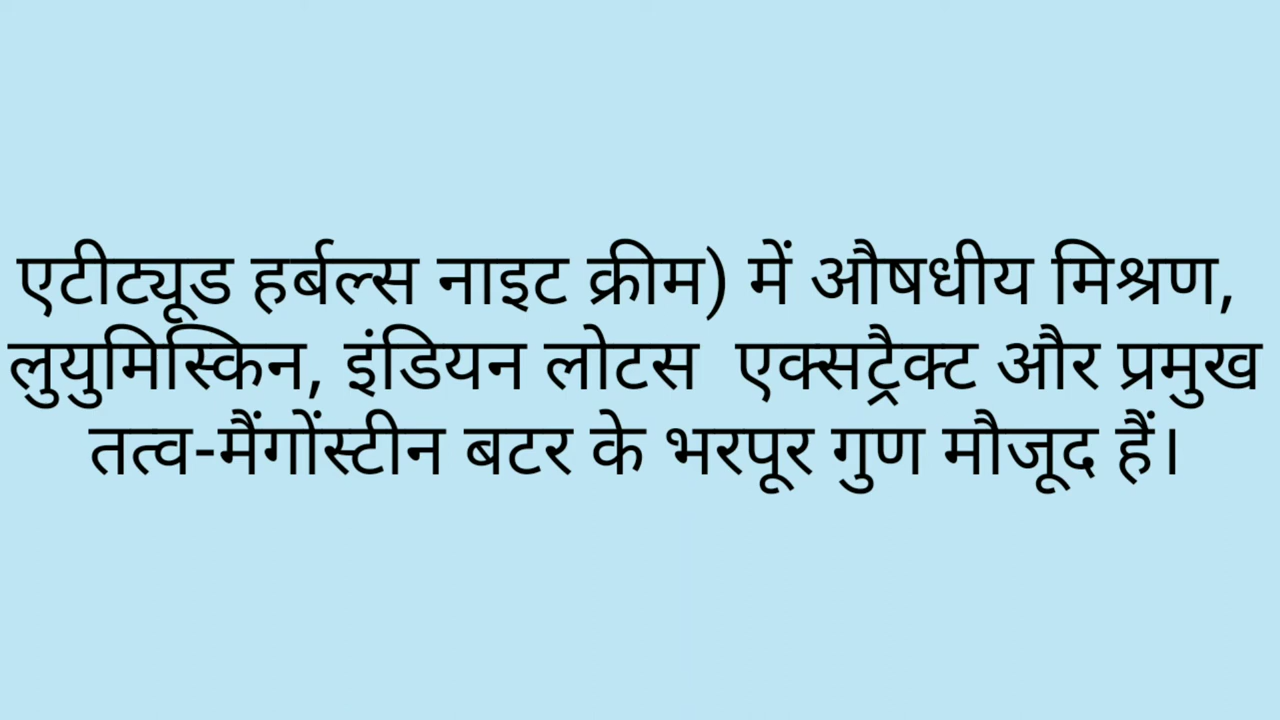 एटीट्यूड हर्बल्स नाइट क्रीम) में औषधीय मिश्रण,
लुयुमिस्किन, इंडियन लोटस  एक्सट्रैक्ट और प्रमुख
तत्व-मैंगोंस्टीन बटर के भरपूर गुण मौजूद हैं।